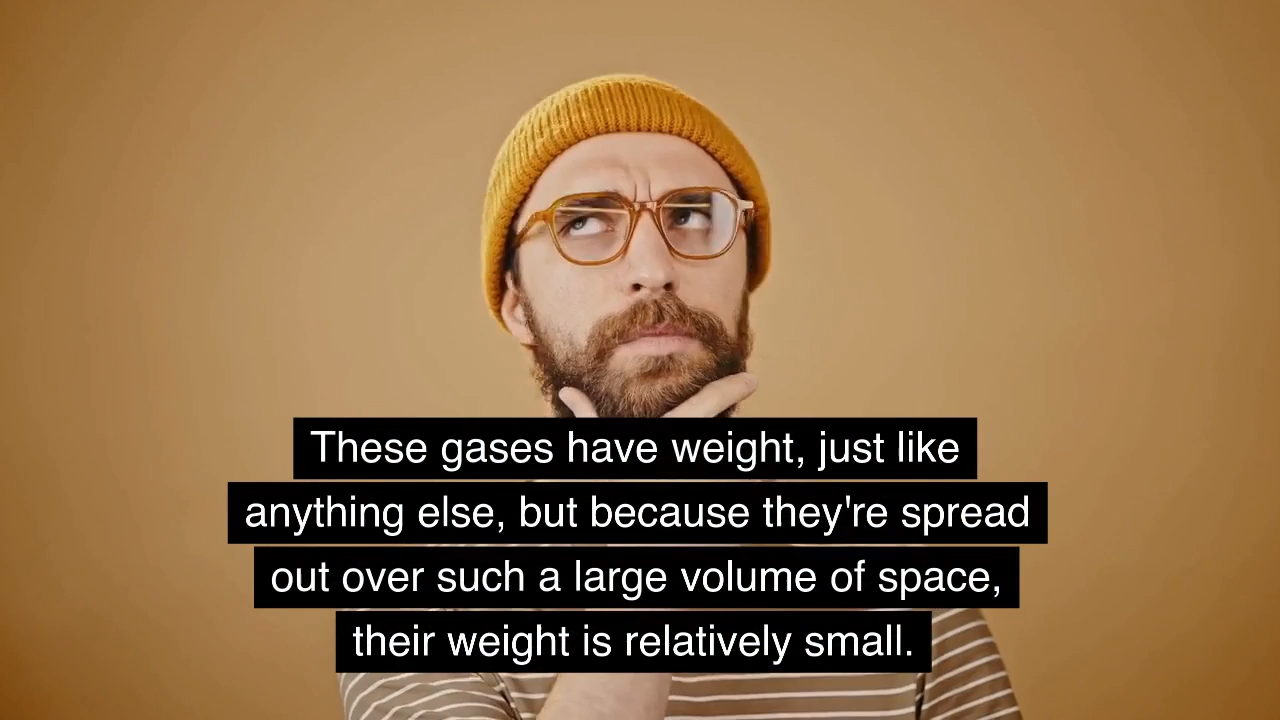 These gases have weight, just like
anything else, but because they're spread
out over such a large volume of space,
their weight is relatively small.